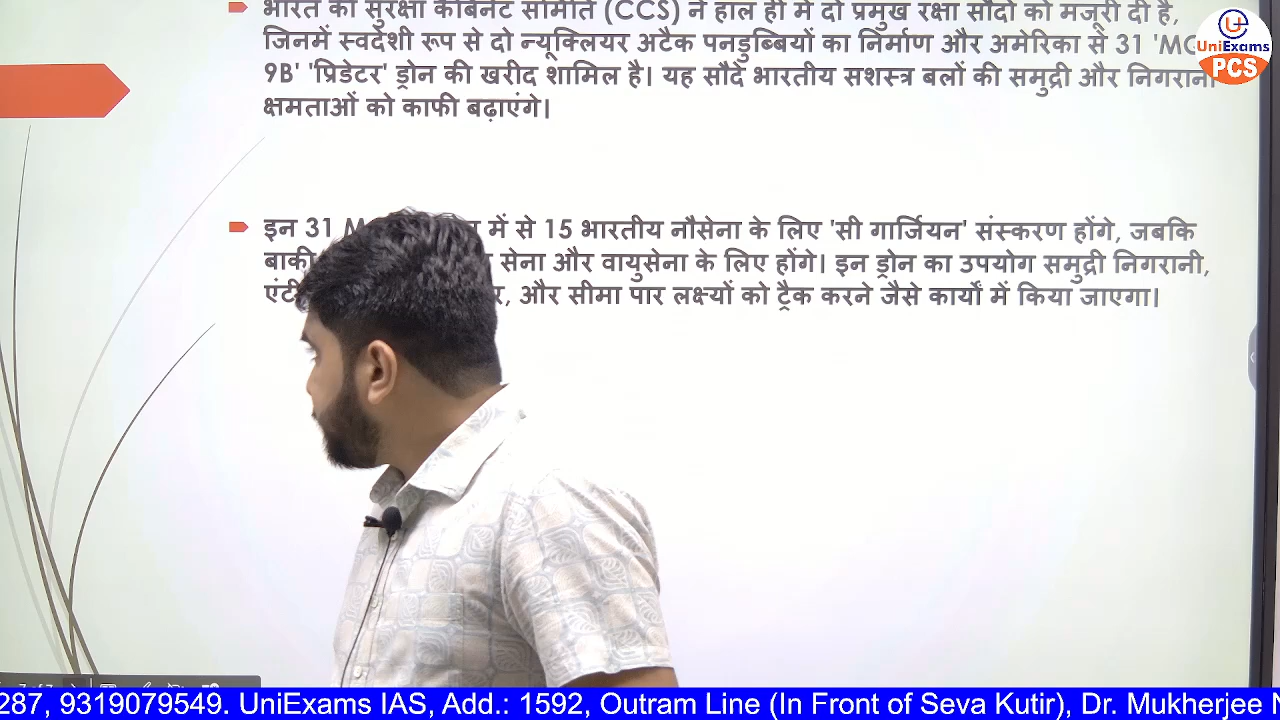 भारत की सुरक्षा कैबिनेट समिति (CCS) ने हाल ही में दो प्रमुख रक्षा सौदों को मंजूरी दी है,
जिनमें स्वदेशी रूप से दो न्यूक्लियर अटैक पनडुब्बियों का निर्माण और अमेरिका से 31 'MQ
9B' 'प्रिडेटर' ड्रोन की खरीद शामिल है। यह सौदे भारतीय सशस्त्र बलों की समुद्री और निगरानी
क्षमताओं को काफी बढ़ाएंगे।
इन 31 में से 15 भारतीय नौसेना के लिए 'सी गार्जियन' संस्करण होंगे, जबकि
बाकी सेना और वायुसेना के लिए होंगे। इन ड्रोन का उपयोग समुद्री निगरानी,
और सीमा पार लक्ष्यों को ट्रैक करने जैसे कार्यों में किया जाएगा।
UniExams
PCS
287, 9319079549. UniExams IAS, Add.: 1592, Outram Line (In Front of Seva Kutir), Dr. Mukherjee